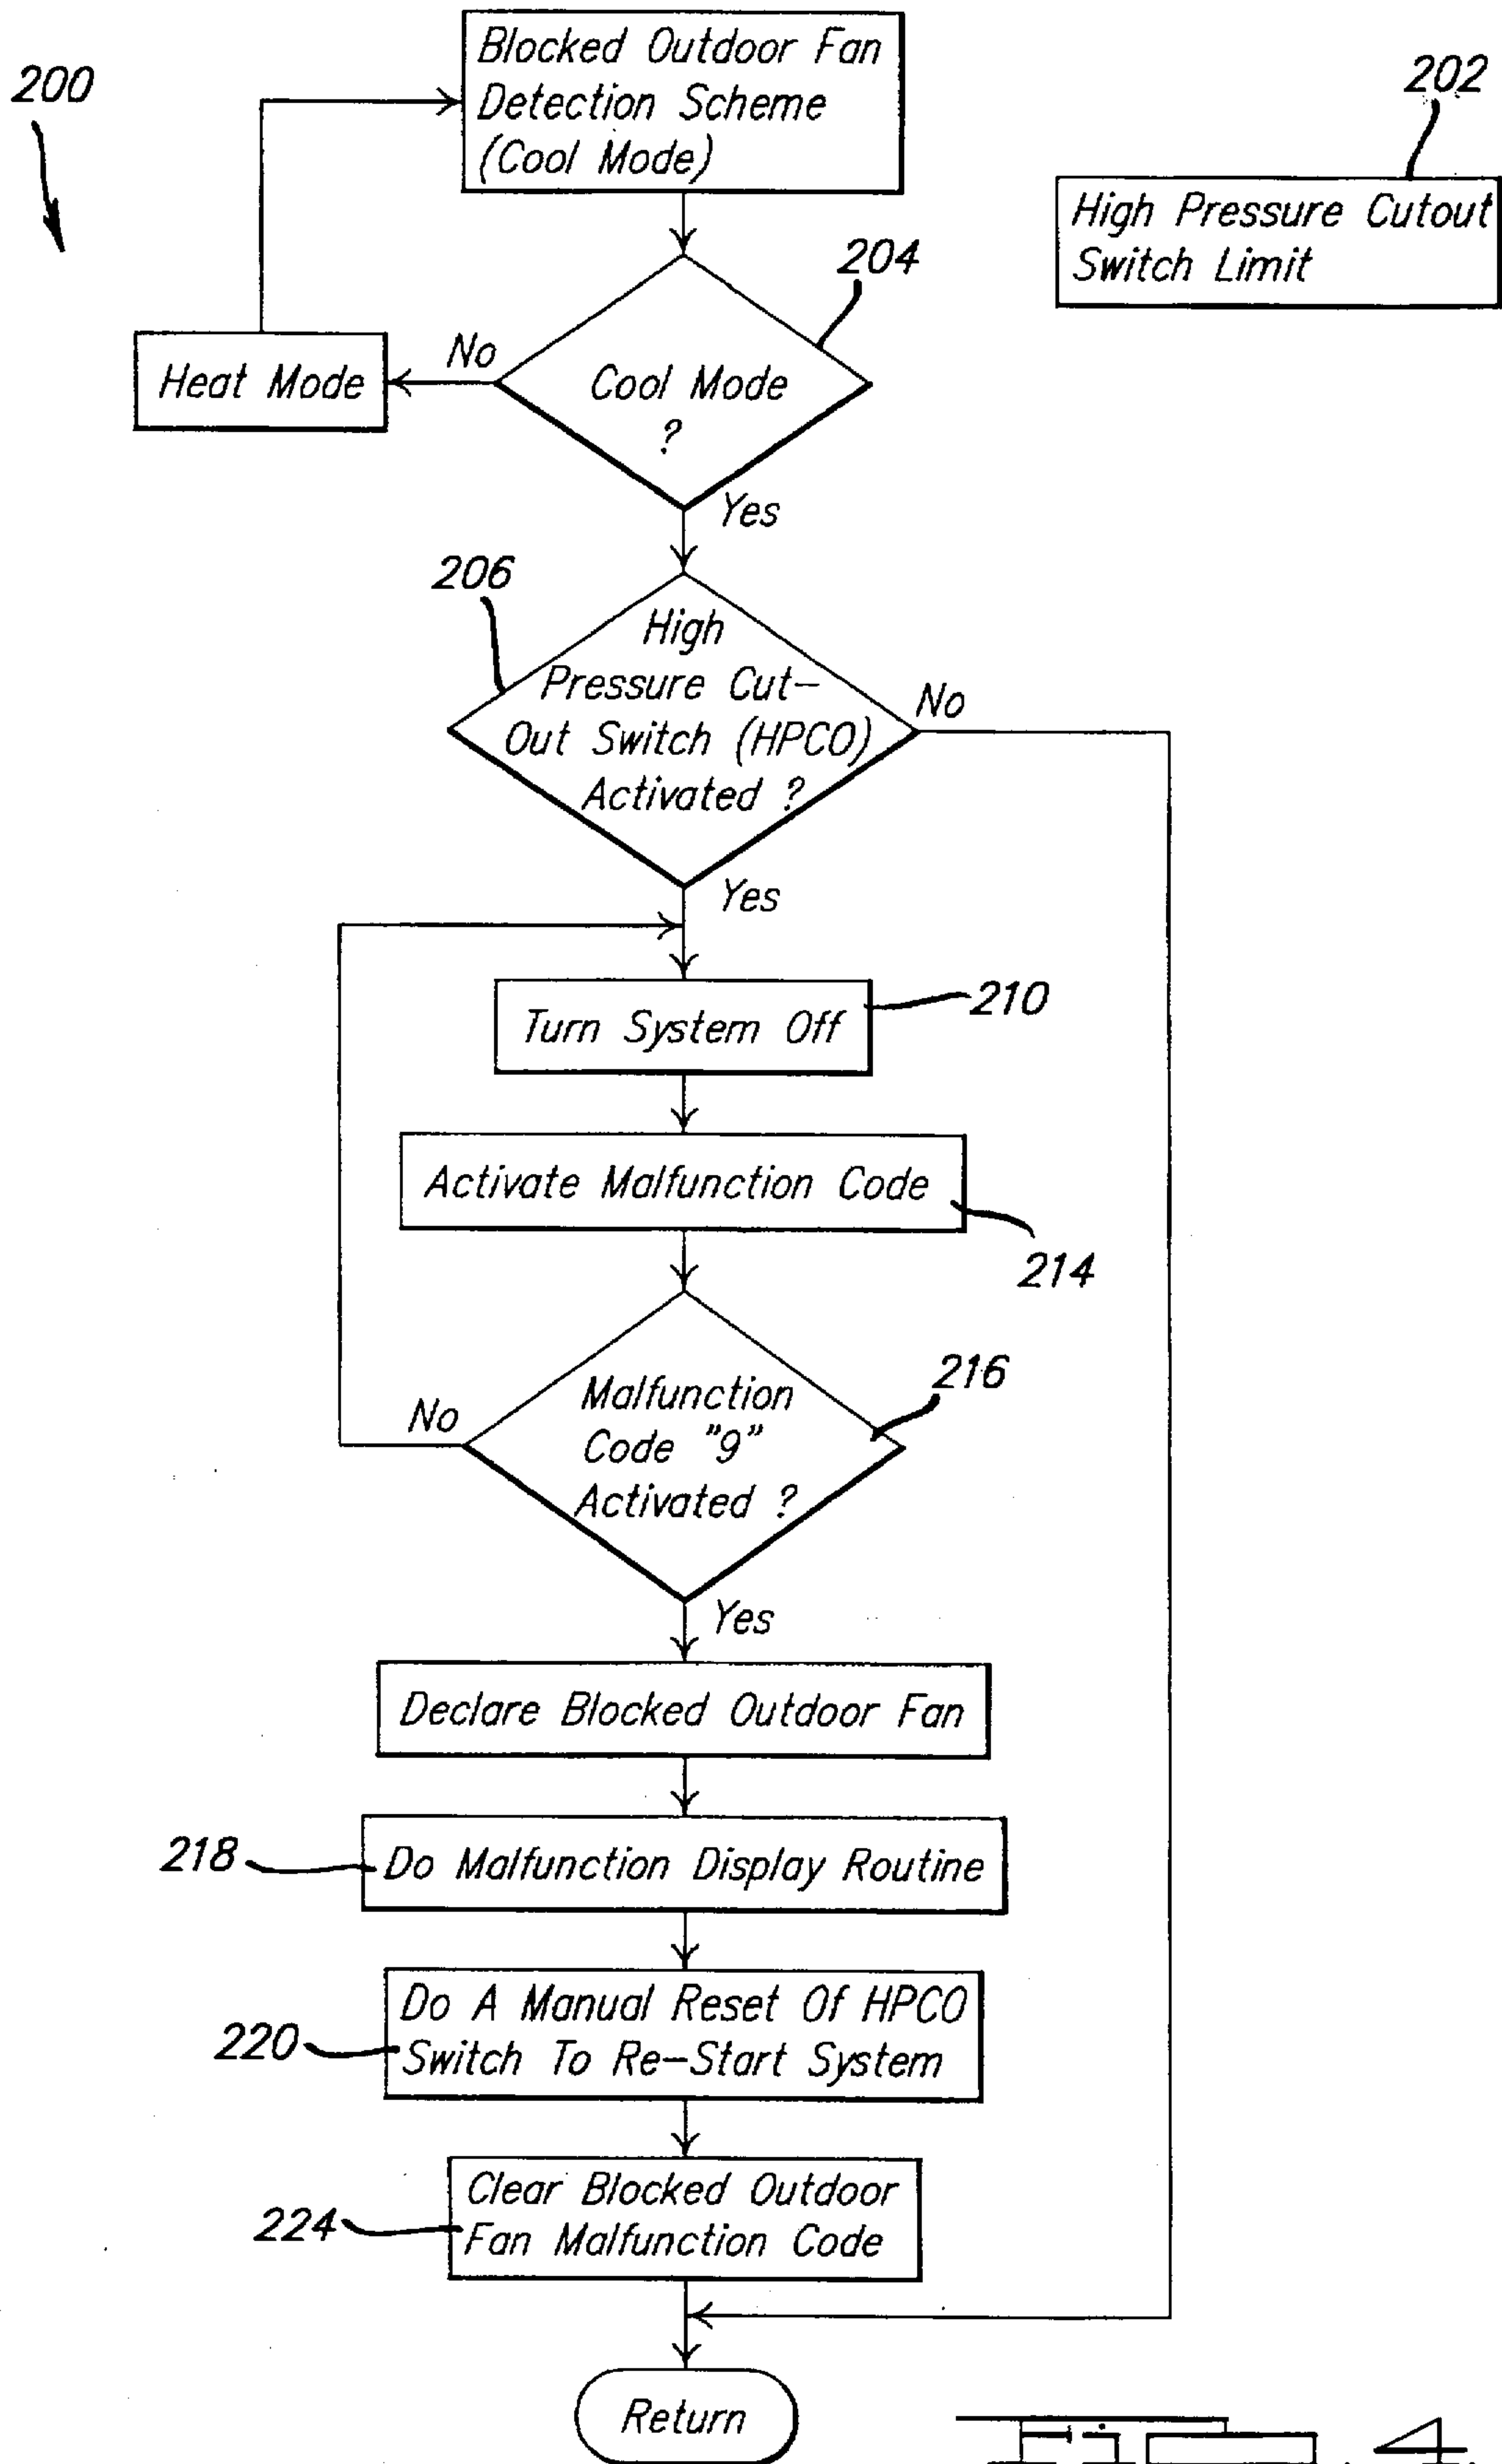 200
Blocked Outdoor Fan
Detection Scheme
(Cool Mode)
202
High Pressure Cutout
Switch Limit
204
Heat Mode
No
Cool Mode
?
Yes
206
High
Pressure Cut-
Out Switch (HPCO)
Activated ?
No
Yes
Turn System Off
210
Activate Malfunction Code
214
216
No
Malfunction
Code "9"
Activated ?
Yes
Declare Blocked Outdoor Fan
218
Do Malfunction Display Routine
220
Do A Manual Reset Of HPCO
Switch To Re-Start System
224
Clear Blocked Outdoor
Fan Malfunction Code
Return